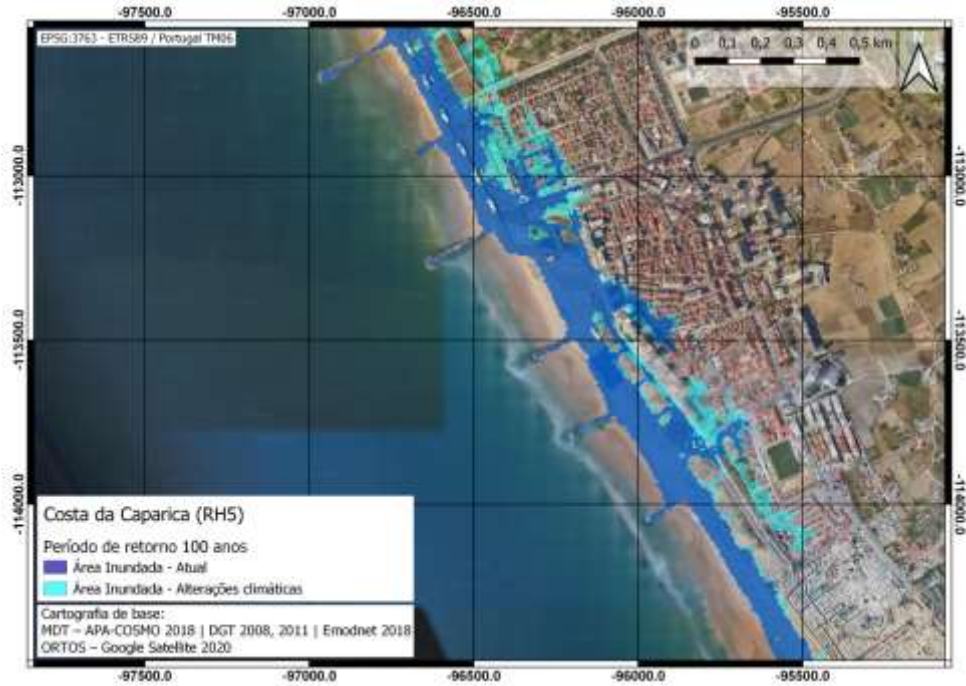 -97500.0 -97000.0 -96500.0 -96000.0 -95500.0
EPSG:3763 - ETRS89 / Portugal TM06
0 0,1 0,2 0,3 0,4 0,5 km
-113000.0 -113000.0
-113500.0 -113500.0
-114000.0 -114000.0
Costa da Caparica (RH5)
Período de retorno 100 anos
Área Inundada - Atual
Área Inundada - Alterações climáticas
Cartografia de base:
MDT – APA-COSMO 2018 | DGT 2008, 2011 | Emodnet 2018
ORTOS – Google Satellite 2020
-97500.0 -97000.0 -96500.0 -96000.0 -95500.0